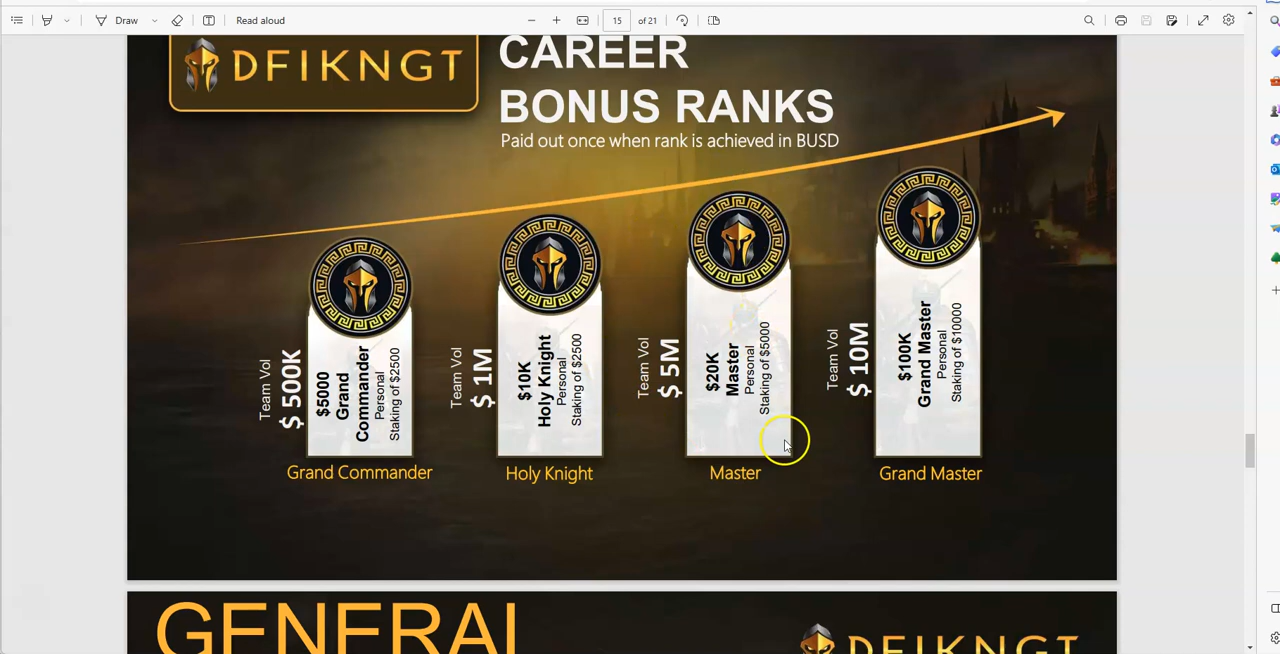 Draw
Read aloud
15
of 21
DFIKNGT
CAREER
BONUS RANKS
Paid out once when rank is achieved in BUSD
Team Vol
$ 500K
$5000
Grand
Commander
Personal
Staking of $2500
Grand Commander
Team Vol
$ 1M
$10K
Holy Knight
Personal
Staking of $2500
Holy Knight
Team Vol
$ 5M
$20K
Master
Personal
Staking of $5000
Master
Team Vol
$ 10M
$100K
Grand Master
Personal
Staking of $10000
Grand Master
GENERAL
DFIKNGT